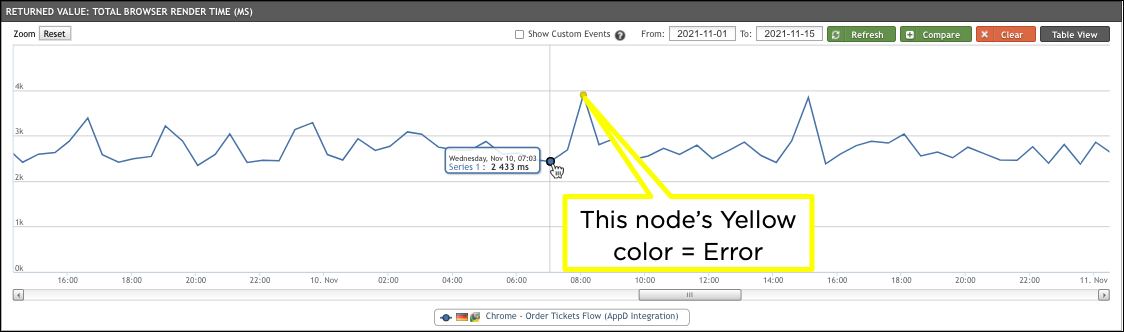 RETURNED VALUE: TOTAL BROWSER RENDER TIME (MS)
Zoom Reset Show Custom Events ? From: 2021-11-01 To: 2021-11-15 Refresh Compare Clear Table View
4k
3k
2k
1k
0k
Wednesday, Nov 10, 07:03
Series 1 : 2 433 ms
This node's Yellow
color = Error
16:00 18:00 20:00 22:00 10. Nov 02:00 04:00 06:00 08:00 10:00 12:00 14:00 16:00 18:00 20:00 22:00 11. Nov
Chrome - Order Tickets Flow (AppD Integration)